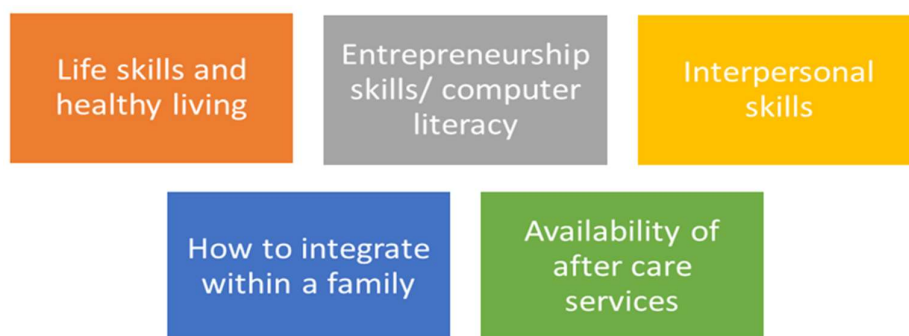 Life skills and
healthy living
Entrepreneurship
skills/ computer
literacy
Interpersonal
skills
How to integrate
within a family
Availability of
after care
services